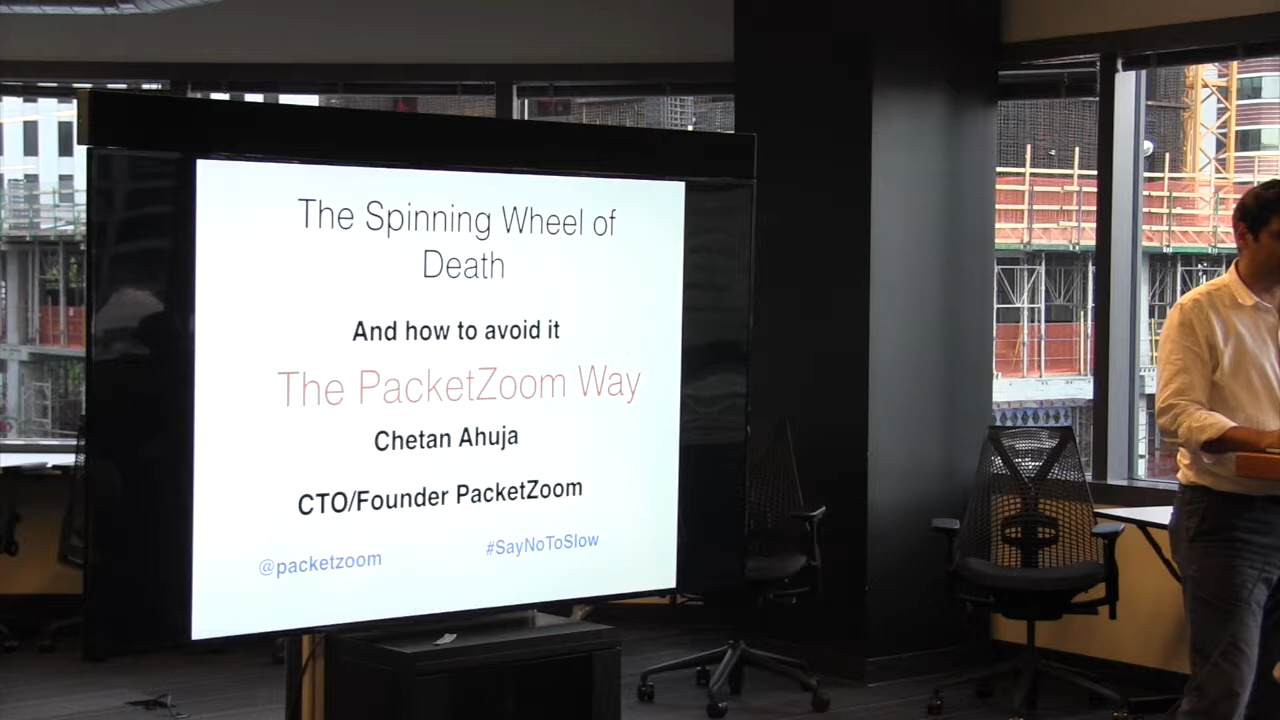 The Spinning Wheel of
Death
And how to avoid it
The PacketZoom Way
Chetan Ahuja
CTO/Founder PacketZoom
@packetzoom
#SayNoToSlow